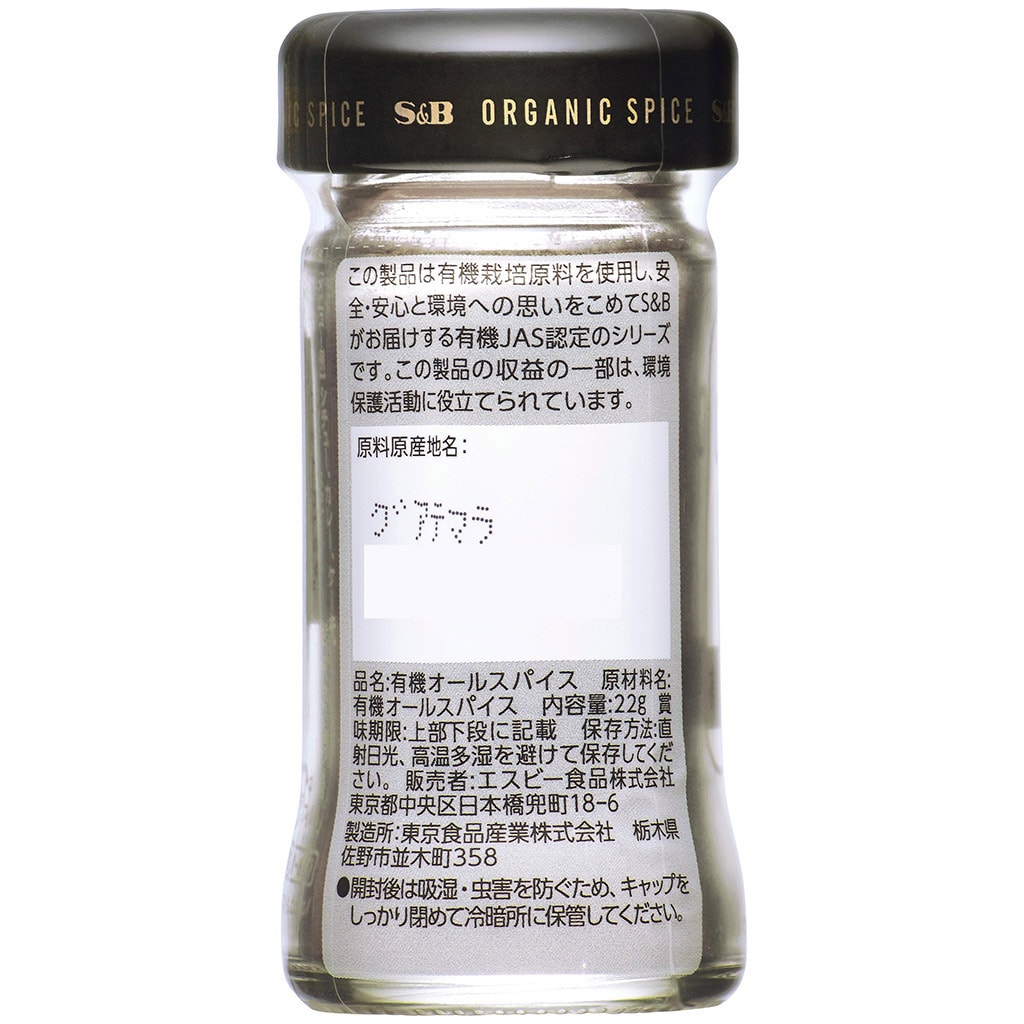 IC SPICE S&B ORGANIC SPICE S&B
この製品は有機栽培原料を使用し、安
全・安心と環境への思いをこめてS&B
がお届けする有機JAS認定のシリーズ
です。この製品の収益の一部は、環境
保護活動に役立てられています。
原料原産地名:
グアテマラ
品名:有機オールスパイス 原材料名:
有機オールスパイス 内容量:22g 賞
味期限:上部下段に記載 保存方法:直
射日光、高温多湿を避けて保存してくだ
さい。 販売者:エスビー食品株式会社
東京都中央区日本橋兜町18-6
製造所:東京食品産業株式会社 栃木県
佐野市並木町358
●開封後は吸湿・虫害を防ぐため、キャップを
しっかり閉めて冷暗所に保管してください。